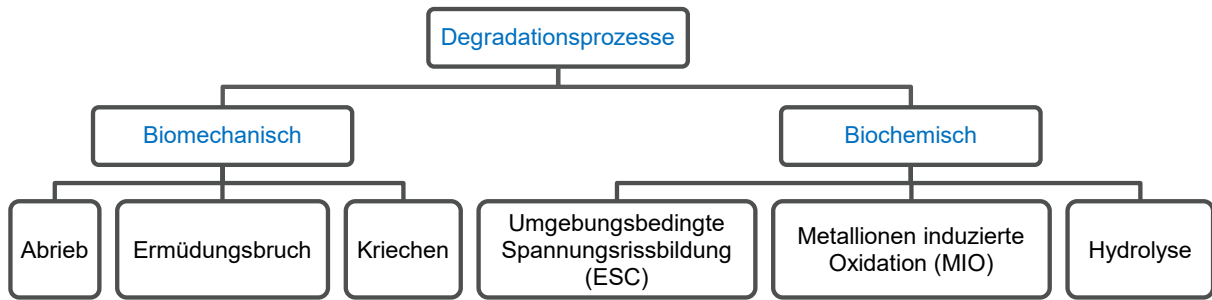 Degradationsprozesse
Biomechanisch
Biochemisch
Abrieb
Ermüdungsbruch
Kriechen
Umgebungsbedingte
Spannungsrissbildung
(ESC)
Metallionen induzierte
Oxidation (MIO)
Hydrolyse